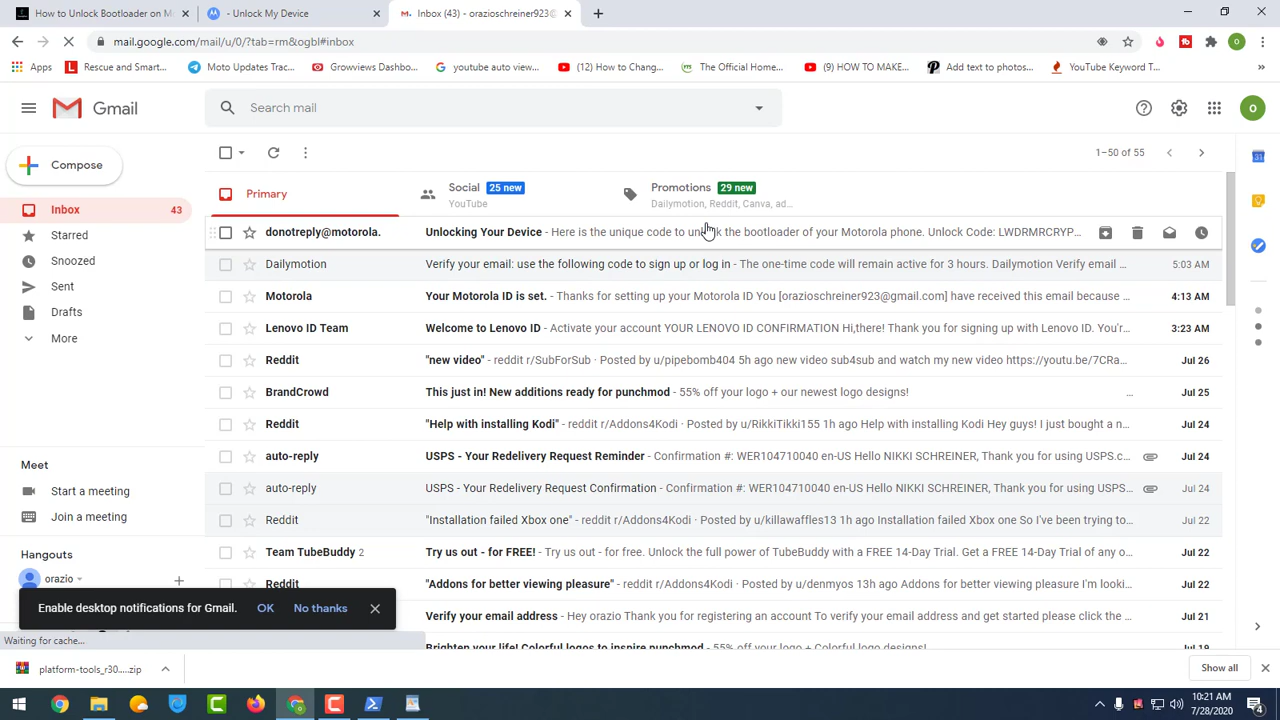 How to Unlock Bootloader on M
- Unlock My Device
Inbox (43) - orazioschreiner923@
mail.google.com/mail/u/0/?tab=rm&ogbl#inbox
Apps
Rescue and Smart...
Moto Updates Trac...
Growviews Dashbo...
youtube auto view...
(12) How to Chang...
The Official Home...
(9) HOW TO MAKE...
Add text to photos...
YouTube Keyword T...
»
Gmail
Search mail
o
Compose
1–50 of 55
Inbox 43
Starred
Snoozed
Sent
Drafts
More
Primary
Social 25 new
YouTube
Promotions 29 new
Dailymotion, Reddit, Canva, ad...
donotreply@motorola. Unlocking Your Device - Here is the unique code to unlock the bootloader of your Motorola phone. Unlock Code: LWDRMRCRYP...
Dailymotion Verify your email: use the following code to sign up or log in - The one-time code will remain active for 3 hours. Dailymotion Verify email ... 5:03 AM
Motorola Your Motorola ID is set. - Thanks for setting up your Motorola ID You [orazioschreiner923@gmail.com] have received this email because ... 4:13 AM
Lenovo ID Team Welcome to Lenovo ID - Activate your account YOUR LENOVO ID CONFIRMATION Hi,there! Thank you for signing up with Lenovo ID. You'r... 3:23 AM
Reddit "new video" - reddit r/SubForSub · Posted by u/pipebomb404 5h ago new video sub4sub and watch my new video https://youtu.be/7CRa... Jul 26
BrandCrowd This just in! New additions ready for punchmod - 55% off your logo + our newest logo designs! ... Jul 25
Reddit "Help with installing Kodi" - reddit r/Addons4Kodi · Posted by u/RikkiTikki155 1h ago Help with installing Kodi Hey guys! I just bought a n... Jul 24
auto-reply USPS - Your Redelivery Request Reminder - Confirmation #: WER104710040 en-US Hello NIKKI SCHREINER, Thank you for using USPS.c... Jul 24
auto-reply USPS - Your Redelivery Request Confirmation - Confirmation #: WER104710040 en-US Hello NIKKI SCHREINER, Thank you for using USPS... Jul 24
Reddit "Installation failed Xbox one" - reddit r/Addons4Kodi · Posted by u/killawaffles13 1h ago Installation failed Xbox one So I've been trying to... Jul 22
Team TubeBuddy 2 Try us out - for FREE! - Try us out - for free. Unlock the full power of TubeBuddy with a FREE 14-Day Trial. Get a FREE 14-Day Trial of any o... Jul 22
Reddit "Addons for better viewing pleasure" - reddit r/Addons4Kodi · Posted by u/denmyos 13h ago Addons for better viewing pleasure I'm looki... Jul 22
Verify your email address - Hey orazio Thank you for registering an account To verify your email address and get started please click the... Jul 21
Brighten your life! Colorful logos to inspire punchmod - 55% off your logo + Colorful logo designs! Jul 19
Meet
Start a meeting
Join a meeting
Hangouts
orazio
Enable desktop notifications for Gmail. OK No thanks
Waiting for cache...
platform-tools_r30....zip
Show all
10:21 AM
7/28/2020
4